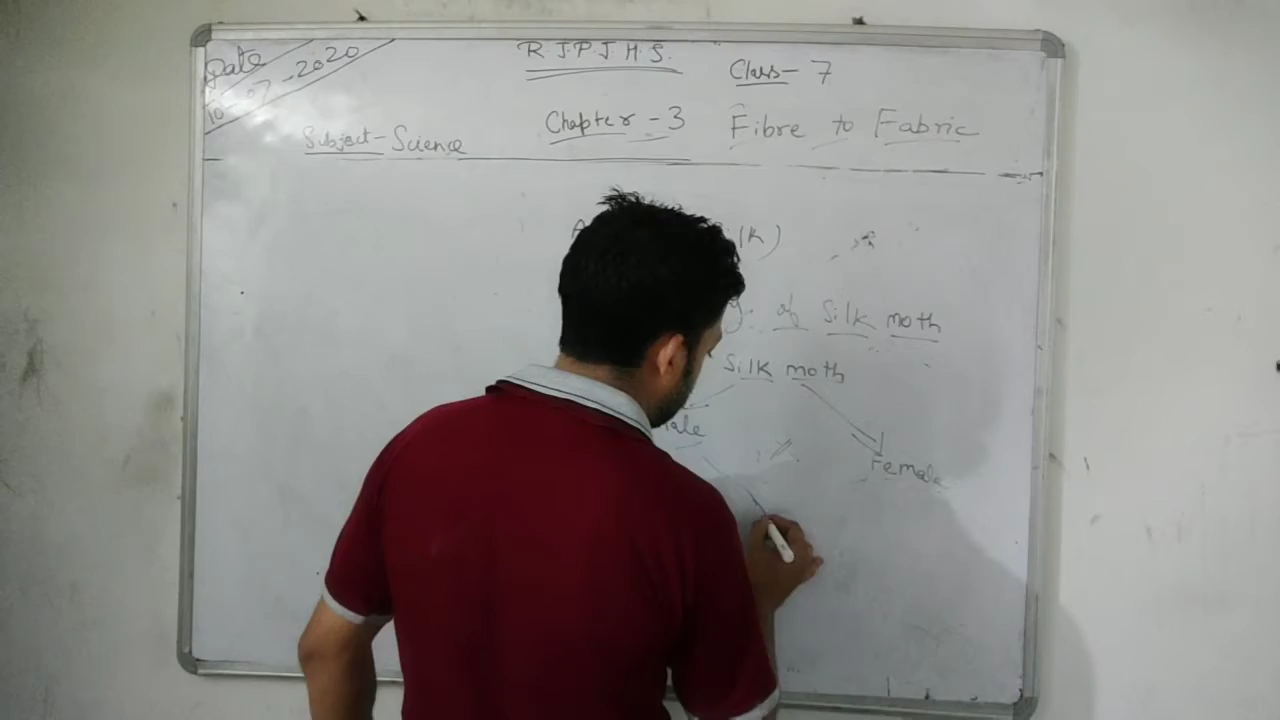 Date
10-07-2020
R.J.P.J.H.S.
Class- 7
Chapter - 3 Fibre to Fabric
Subject- Science
of Silk moth
Silk moth
Female